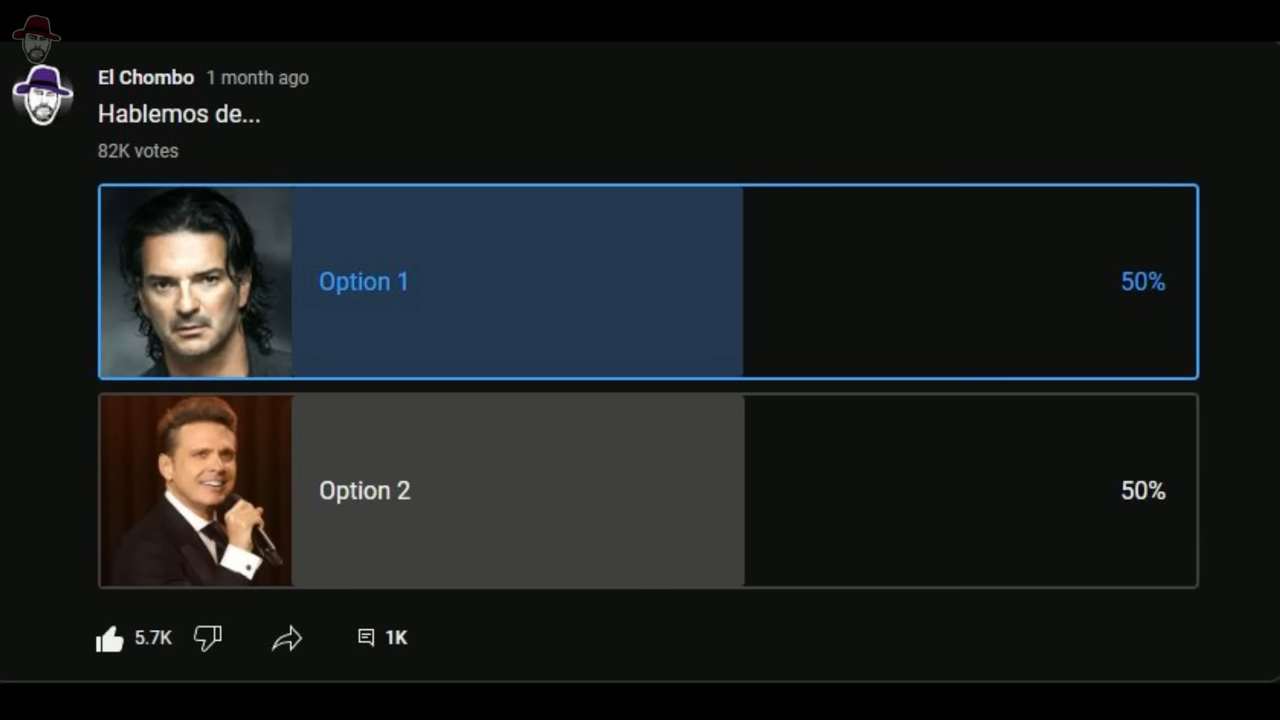 El Chombo 1 month ago
Hablemos de...
82K votes
Option 1 50%
Option 2 50%
5.7K 1K